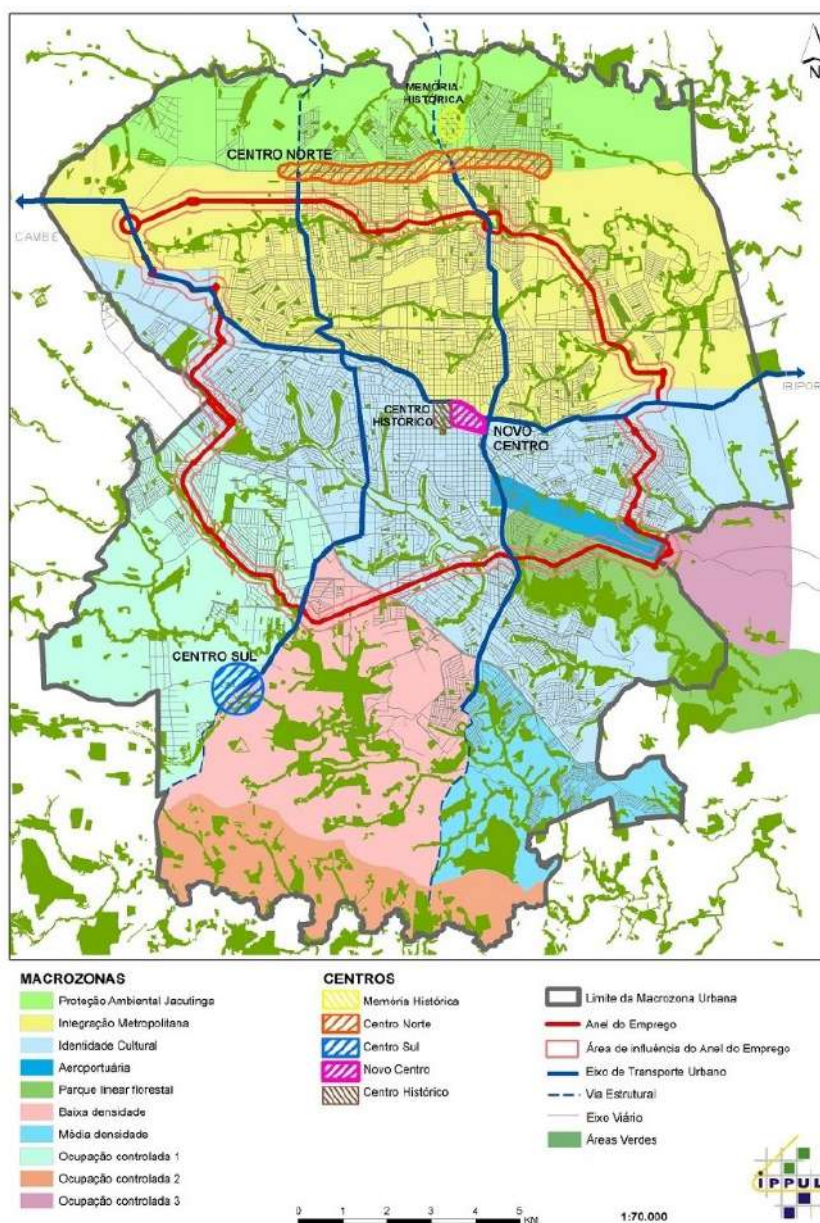 N
MEMÓRIA
HISTÓRICA
CENTRO NORTE
CAMBÉ
IBIPOR
CENTRO
HISTÓRICO
NOVO
CENTRO
CENTRO SUL
MACROZONAS
Proteção Ambiental Jacutinga
Integração Metropolitana
Identidade Cultural
Aeroportuária
Parque linear florestal
Baixa densidade
Média densidade
Ocupação controlada 1
Ocupação controlada 2
Ocupação controlada 3
CENTROS
Memória Histórica
Centro Norte
Centro Sul
Novo Centro
Centro Histórico
Limite da Macrozona Urbana
Anel do Emprego
Área de influência do Anel do Emprego
Eixo de Transporte Urbano
Via Estrutural
Eixo Viário
Áreas Verdes
0 1 2 3 4 5
KM
1:70.000
IPPUL